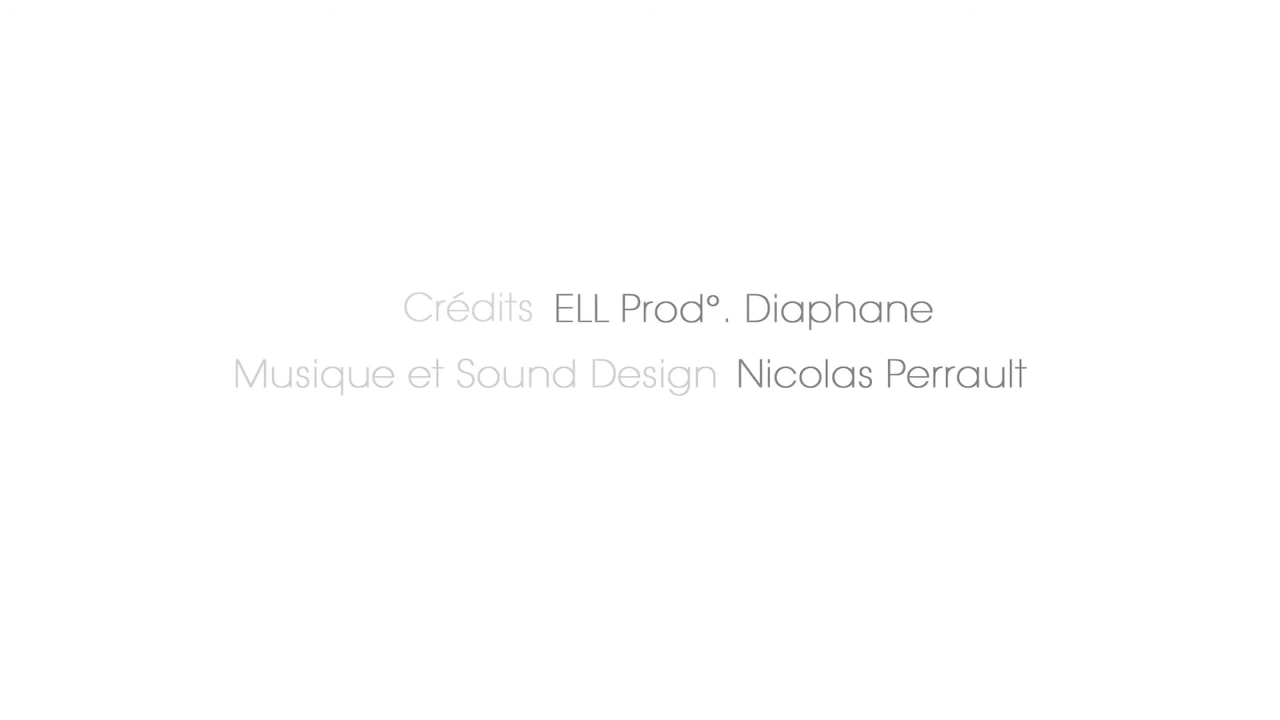 Crédits ELL Prod°. Diaphane
Musique et Sound Design Nicolas Perrault